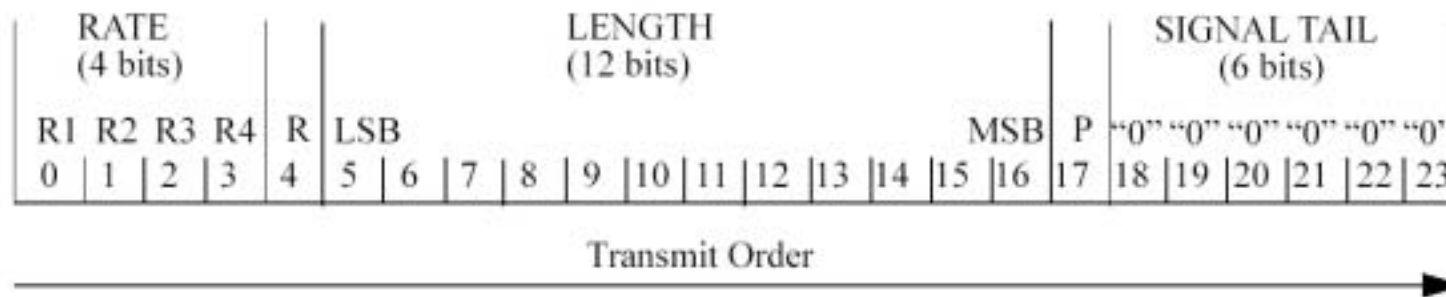 RATE LENGTH SIGNAL TAIL
(4 bits) (12 bits) (6 bits)
R1 R2 R3 R4 R LSB MSB P “0” “0” “0” “0” “0” “0”
0 1 2 3 4 5 6 7 8 9 10 11 12 13 14 15 16 17 18 19 20 21 22 23
Transmit Order